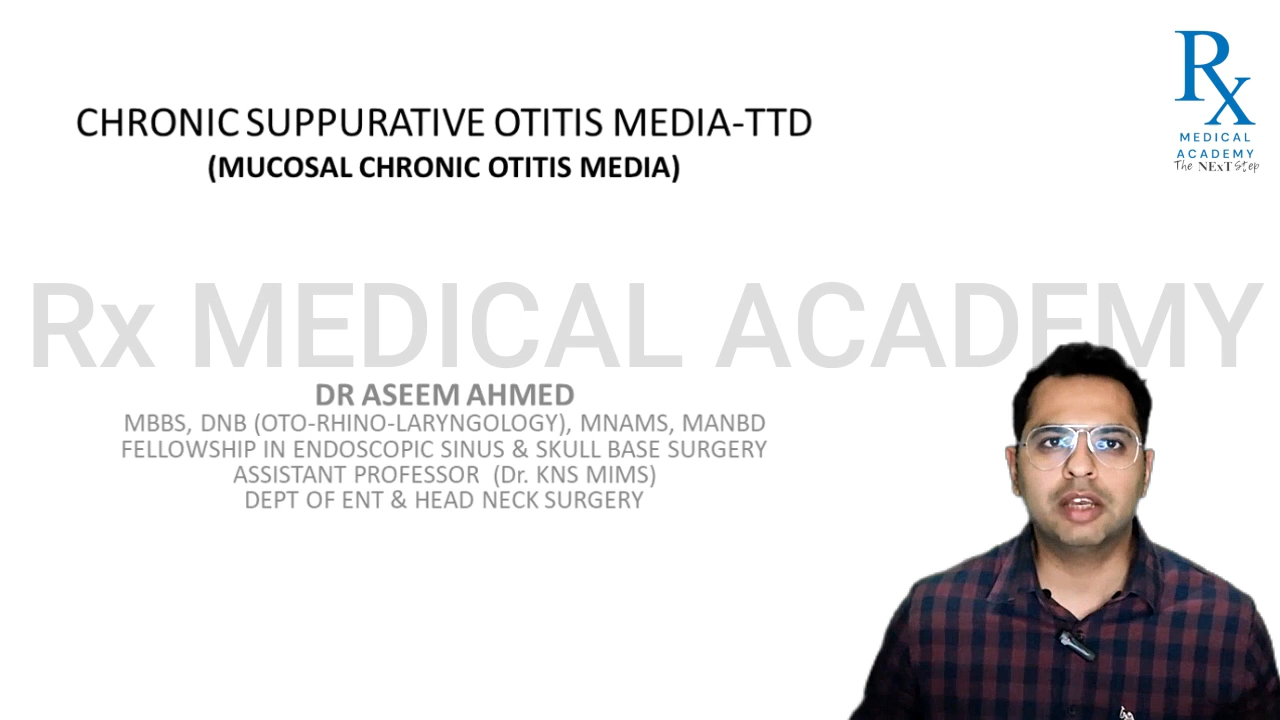 CHRONIC SUPPURATIVE OTITIS MEDIA-TTD
(MUCOSAL CHRONIC OTITIS MEDIA)
Rx
MEDICAL
ACADEMY
The NExT Step
Rx MEDICAL ACADEMY
DR ASEEM AHMED
MBBS, DNB (OTO-RHINO-LARYNGOLOGY), MNAMS, MANBD
FELLOWSHIP IN ENDOSCOPIC SINUS & SKULL BASE SURGERY
ASSISTANT PROFESSOR (Dr. KNS MIMS)
DEPT OF ENT & HEAD NECK SURGERY